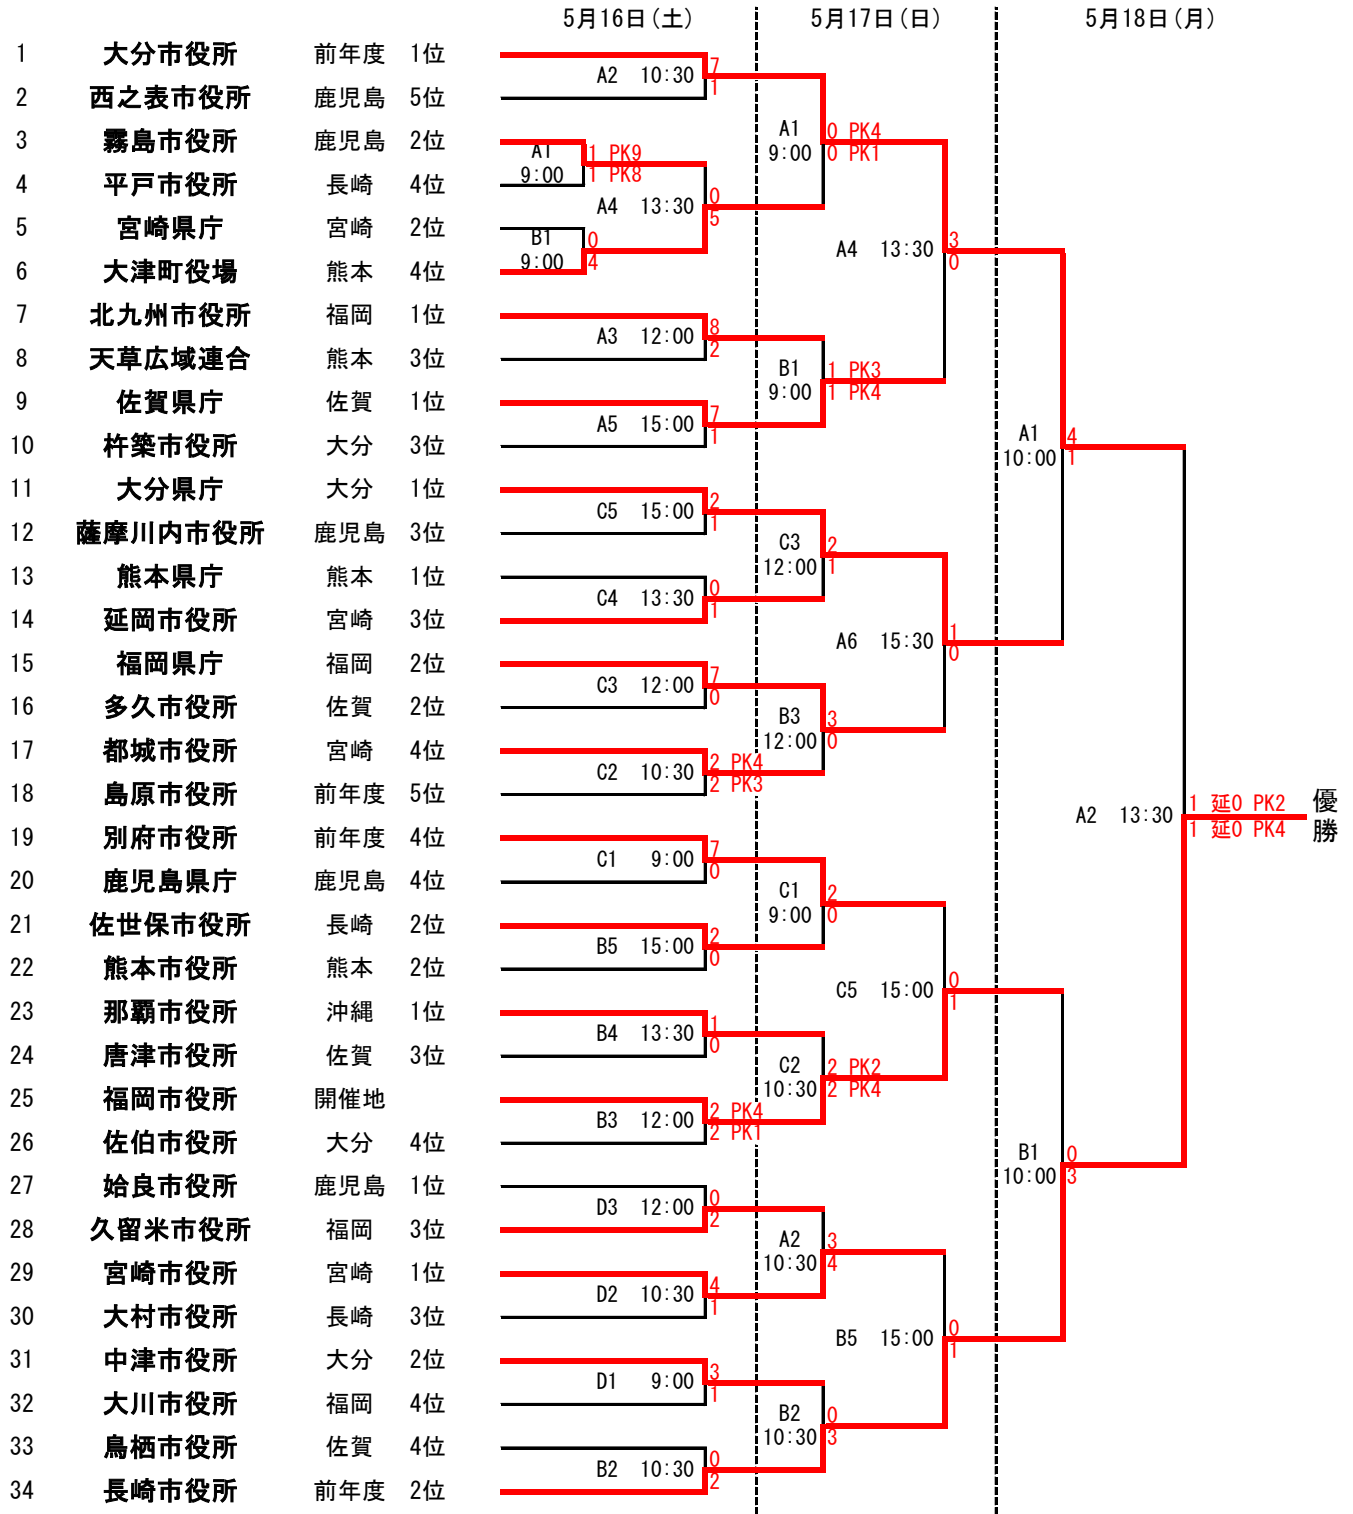 5月16日(土) 5月17日(日) 5月18日(月)
1 大分市役所 前年度 1位
A2 10:30 7
1
2 西之表市役所 鹿児島 5位
A1 0 PK4
9:00 0 PK1
3 霧島市役所 鹿児島 2位
A1 1 PK9
9:00 1 PK8
4 平戸市役所 長崎 4位
A4 13:30 0
5
5 宮崎県庁 宮崎 2位
B1 0
9:00 4
A4 13:30 3
0
6 大津町役場 熊本 4位
7 北九州市役所 福岡 1位
A3 12:00 8
2
8 天草広域連合 熊本 3位
B1 1 PK3
9:00 1 PK4
9 佐賀県庁 佐賀 1位
A5 15:00 7
1
10 杵築市役所 大分 3位
A1 4
10:00 1
11 大分県庁 大分 1位
C5 15:00 2
1
12 薩摩川内市役所 鹿児島 3位
C3 2
12:00 1
13 熊本県庁 熊本 1位
C4 13:30 0
1
14 延岡市役所 宮崎 3位
A6 15:30 1
0
15 福岡県庁 福岡 2位
C3 12:00 7
0
16 多久市役所 佐賀 2位
B3 3
12:00 0
17 都城市役所 宮崎 4位
C2 10:30 2 PK4
2 PK3
18 島原市役所 前年度 5位
A2 13:30 1 延0 PK2
1 延0 PK4
優
勝
19 別府市役所 前年度 4位
C1 9:00 7
0
20 鹿児島県庁 鹿児島 4位
C1 2
9:00 0
21 佐世保市役所 長崎 2位
B5 15:00 2
0
22 熊本市役所 熊本 2位
C5 15:00 0
1
23 那覇市役所 沖縄 1位
B4 13:30 1
0
24 唐津市役所 佐賀 3位
C2 2 PK2
10:30 2 PK4
25 福岡市役所 開催地
B3 12:00 2 PK4
2 PK1
26 佐伯市役所 大分 4位
B1 0
10:00 3
27 姶良市役所 鹿児島 1位
D3 12:00 0
2
28 久留米市役所 福岡 3位
A2 3
10:30 4
29 宮崎市役所 宮崎 1位
D2 10:30 4
1
30 大村市役所 長崎 3位
B5 15:00 0
1
31 中津市役所 大分 2位
D1 9:00 3
1
32 大川市役所 福岡 4位
B2 0
10:30 3
33 鳥栖市役所 佐賀 4位
B2 10:30 0
2
34 長崎市役所 前年度 2位